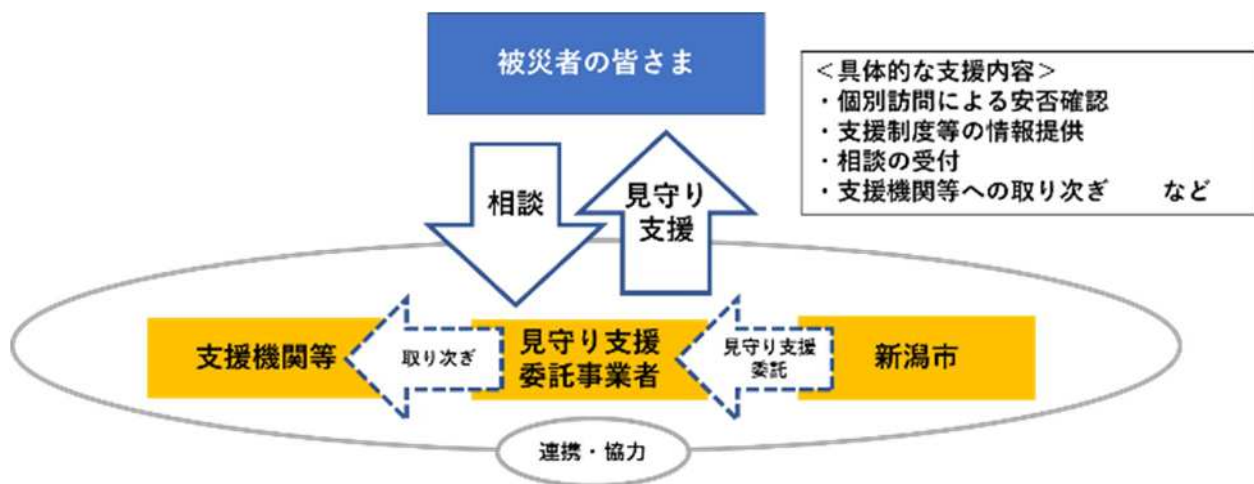 被災者の皆さま
＜具体的な支援内容＞
・個別訪問による安否確認
・支援制度等の情報提供
・相談の受付
・支援機関等への取り次ぎ　　など
相談
見守り
支援
支援機関等
取り次ぎ
見守り支援
委託事業者
見守り支援
委託
新潟市
連携・協力